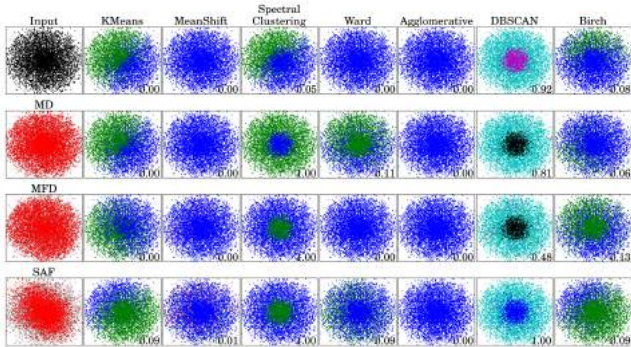 Input KMeans MeanShift Spectral Clustering Ward Agglomerative DBSCAN Birch
0.00 0.00 0.05 0.00 0.00 0.92 0.08
MD
0.00 0.00 1.00 0.11 0.00 0.81 0.06
MFD
0.00 0.00 1.00 0.00 0.00 0.48 0.13
SAF
0.09 0.01 1.00 0.09 0.00 1.00 0.09